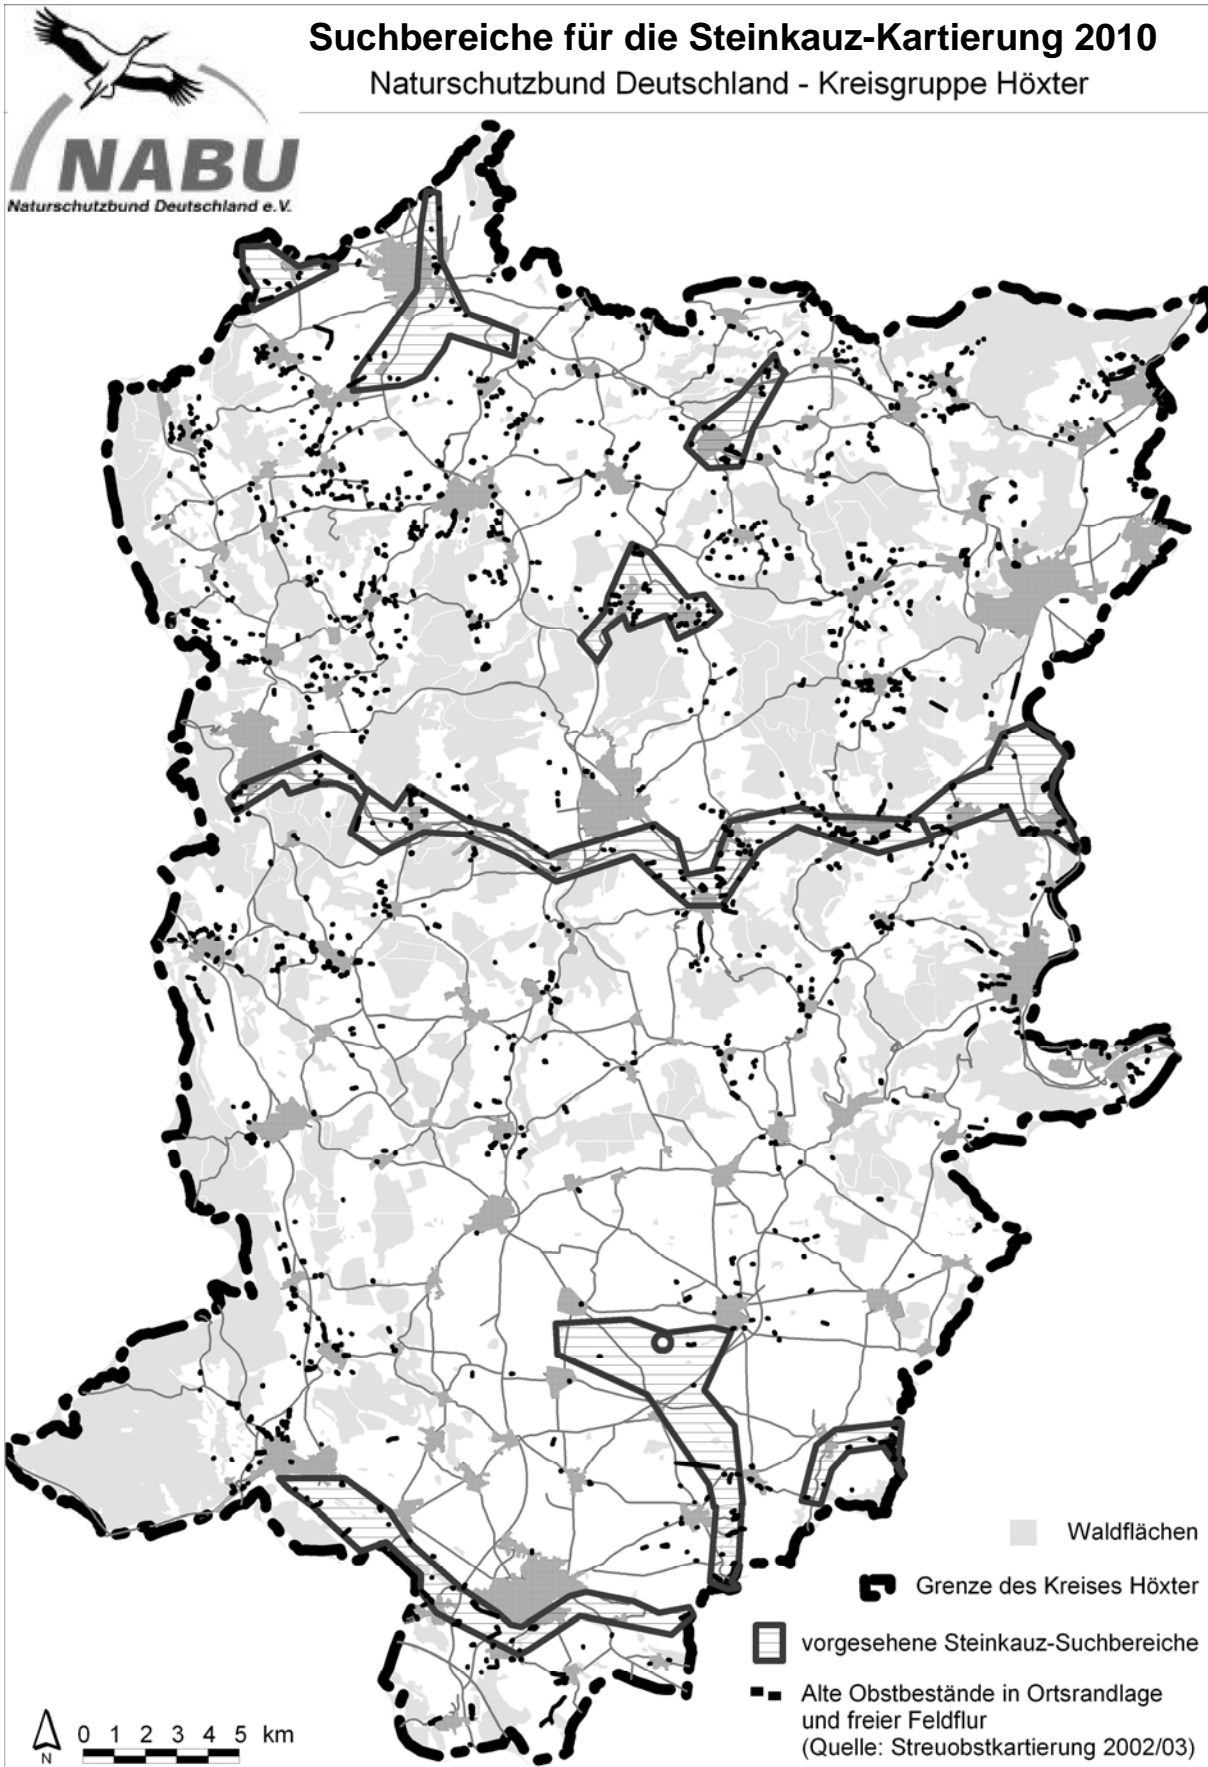 Suchbereiche für die Steinkauz-Kartierung 2010
Naturschutzbund Deutschland - Kreisgruppe Höxter
NABU
Naturschutzbund Deutschland e.V.
Waldflächen
Grenze des Kreises Höxter
vorgesehene Steinkauz-Suchbereiche
Alte Obstbestände in Ortsrandlage
und freier Feldflur
(Quelle: Streuobstkartierung 2002/03)
N
0 1 2 3 4 5 km